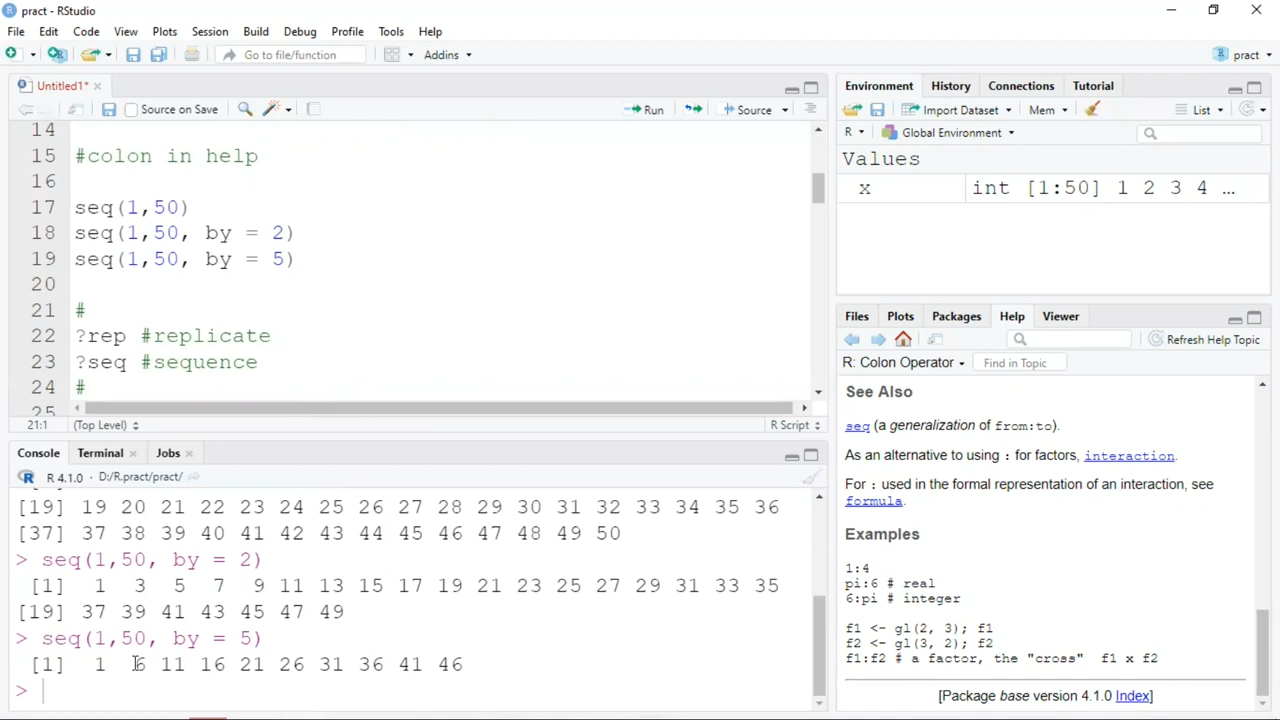 pract - RStudio
File Edit Code View Plots Session Build Debug Profile Tools Help
Go to file/function Addins pract
Untitled1*
Source on Save Run Source
14
15 #colon in help
16
17 seq(1,50)
18 seq(1,50, by = 2)
19 seq(1,50, by = 5)
20
21 #
22 ?rep #replicate
23 ?seq #sequence
24 #
25
21:1 (Top Level) R Script
Console Terminal Jobs
R 4.1.0 · D:/R.pract/pract/
[19] 19 20 21 22 23 24 25 26 27 28 29 30 31 32 33 34 35 36
[37] 37 38 39 40 41 42 43 44 45 46 47 48 49 50
> seq(1,50, by = 2)
[1] 1 3 5 7 9 11 13 15 17 19 21 23 25 27 29 31 33 35
[19] 37 39 41 43 45 47 49
> seq(1,50, by = 5)
[1] 1 6 11 16 21 26 31 36 41 46
>
Environment History Connections Tutorial
Import Dataset Mem List
R Global Environment
Values
x int [1:50] 1 2 3 4 ...
Files Plots Packages Help Viewer
Refresh Help Topic
R: Colon Operator Find in Topic
See Also
seq (a generalization of from:to).
As an alternative to using : for factors, interaction.
For : used in the formal representation of an interaction, see
formula.
Examples
1:4
pi:6 # real
6:pi # integer
f1 <- gl(2, 3); f1
f2 <- gl(3, 2); f2
f1:f2 # a factor, the "cross" f1 x f2
[Package base version 4.1.0 Index]